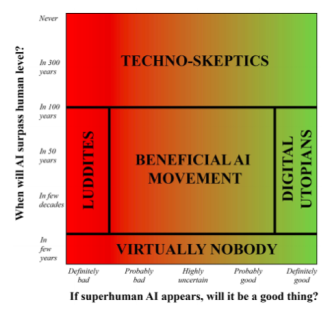 When will AI surpass human level?
Never
In 300
years
In 100
years
In 50
years
In few
decades
In
few
years
TECHNO-SKEPTICS
LUDDITES
BENEFICIAL AI
MOVEMENT
DIGITAL
UTOPIANS
VIRTUALLY NOBODY
Definitely
bad
Probably
bad
Highly
uncertain
Probably
good
Definitely
good
If superhuman AI appears, will it be a good thing?